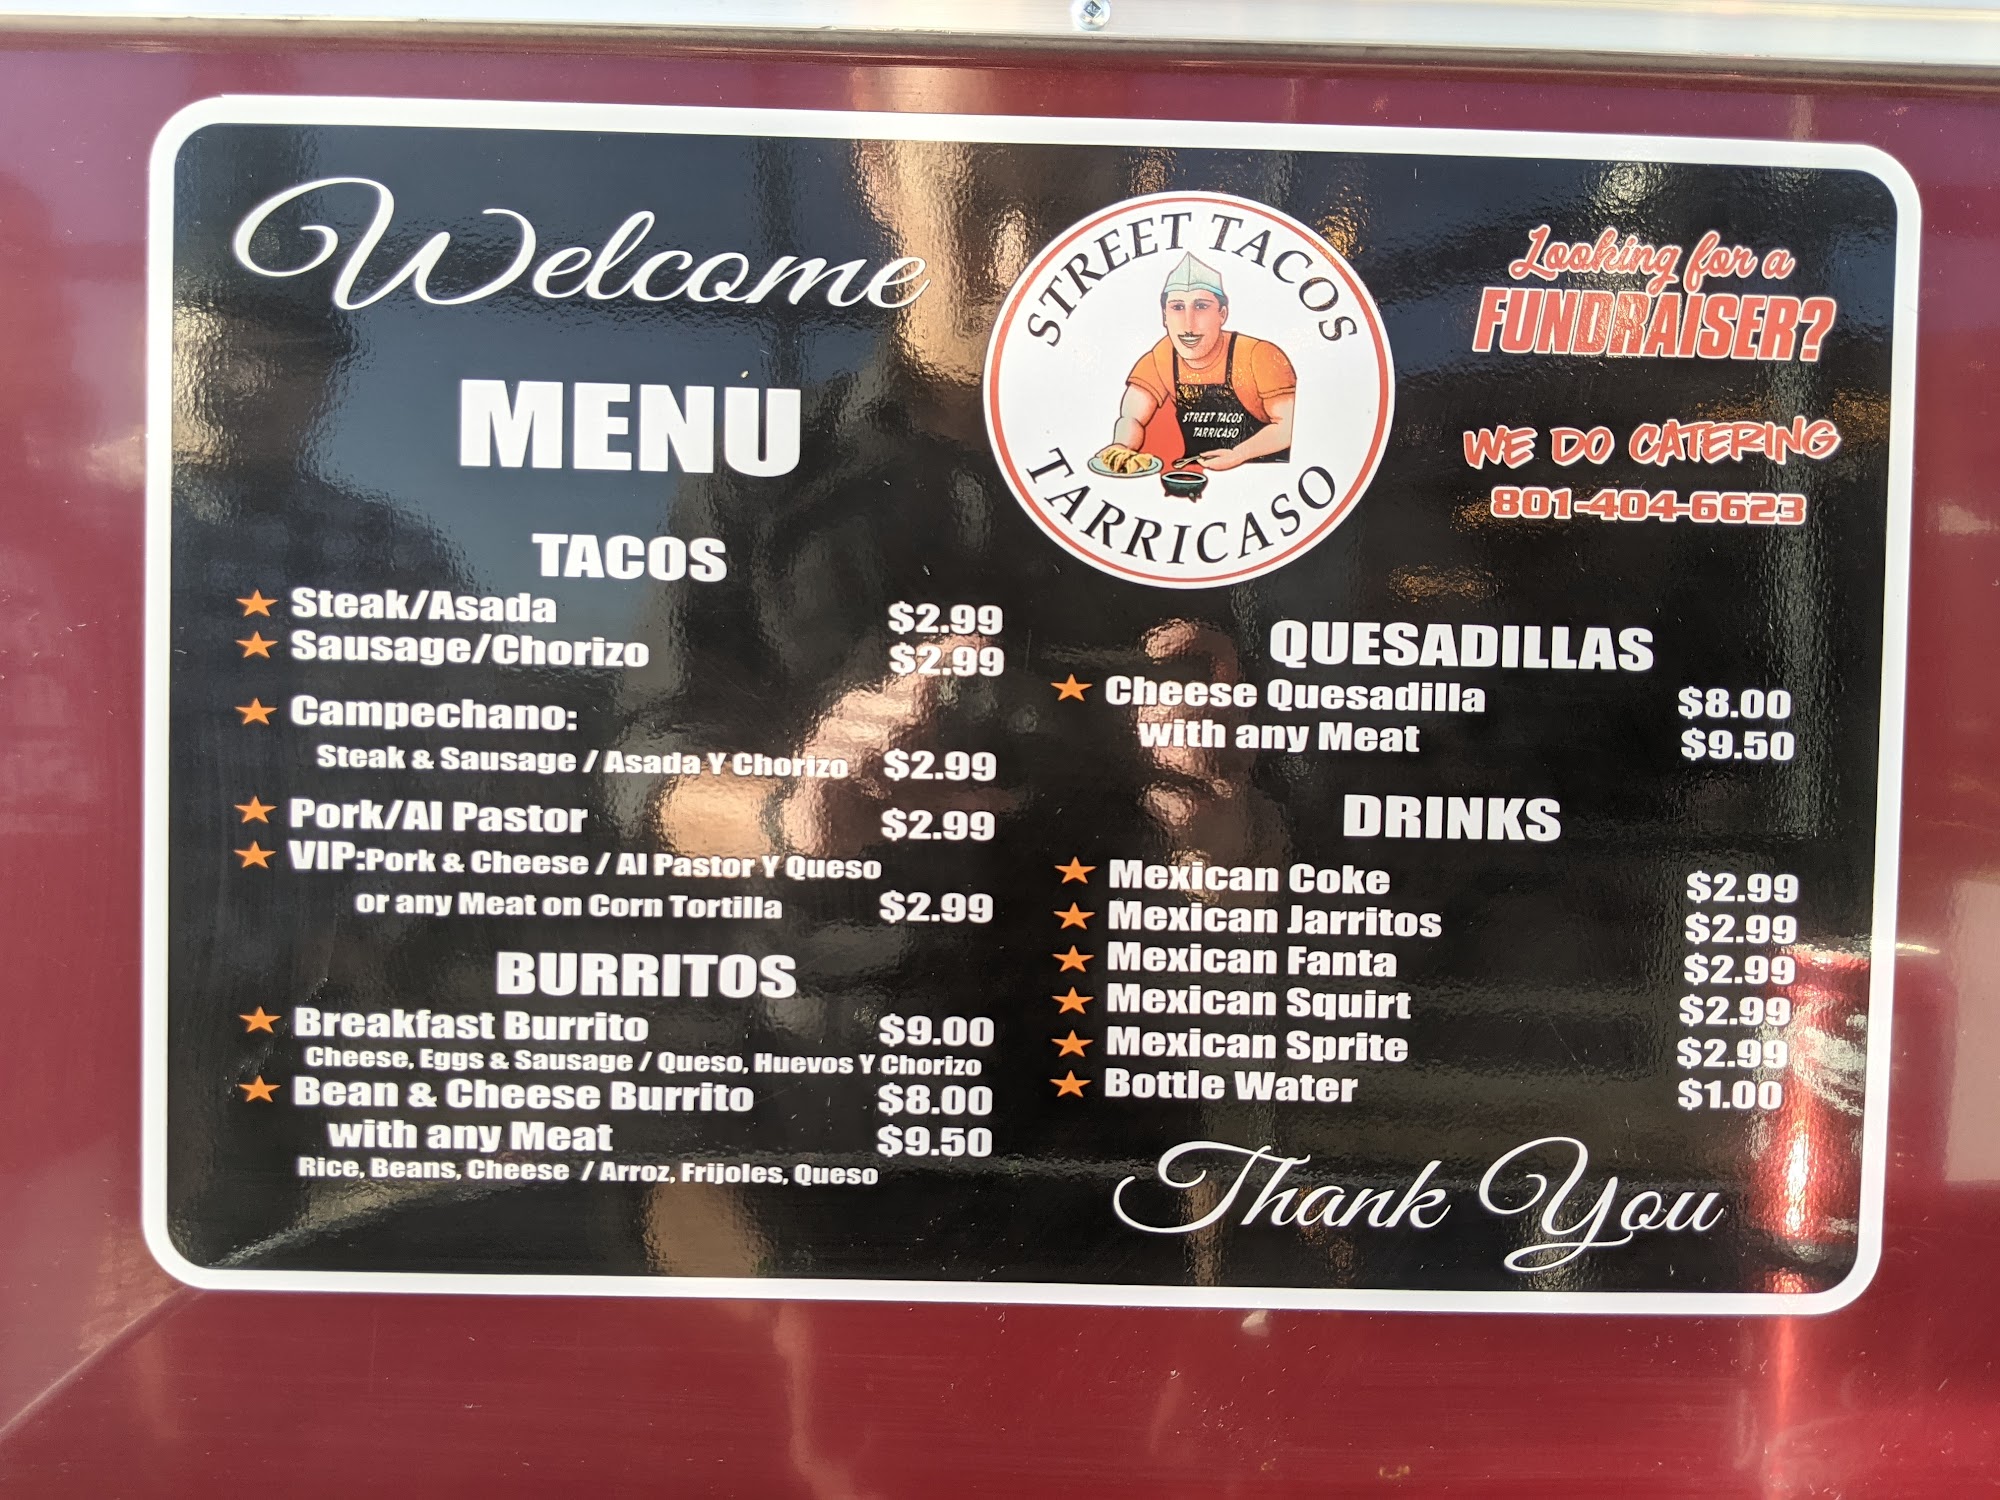 Welcome
MENU
STREET TACOS
STREET TACOS
TARRICASO
TARRICASO
Looking for a
FUNDRAISER?
WE DO CATERING
801-404-6623
TACOS
Steak/Asada $2.99
Sausage/Chorizo $2.99
Campechano:
Steak & Sausage / Asada Y Chorizo $2.99
Pork/Al Pastor $2.99
VIP:Pork & Cheese / Al Pastor Y Queso
or any Meat on Corn Tortilla $2.99
BURRITOS
Breakfast Burrito $9.00
Cheese, Eggs & Sausage / Queso, Huevos Y Chorizo
Bean & Cheese Burrito $8.00
with any Meat $9.50
Rice, Beans, Cheese / Arroz, Frijoles, Queso
QUESADILLAS
Cheese Quesadilla $8.00
with any Meat $9.50
DRINKS
Mexican Coke $2.99
Mexican Jarritos $2.99
Mexican Fanta $2.99
Mexican Squirt $2.99
Mexican Sprite $2.99
Bottle Water $1.00
Thank You